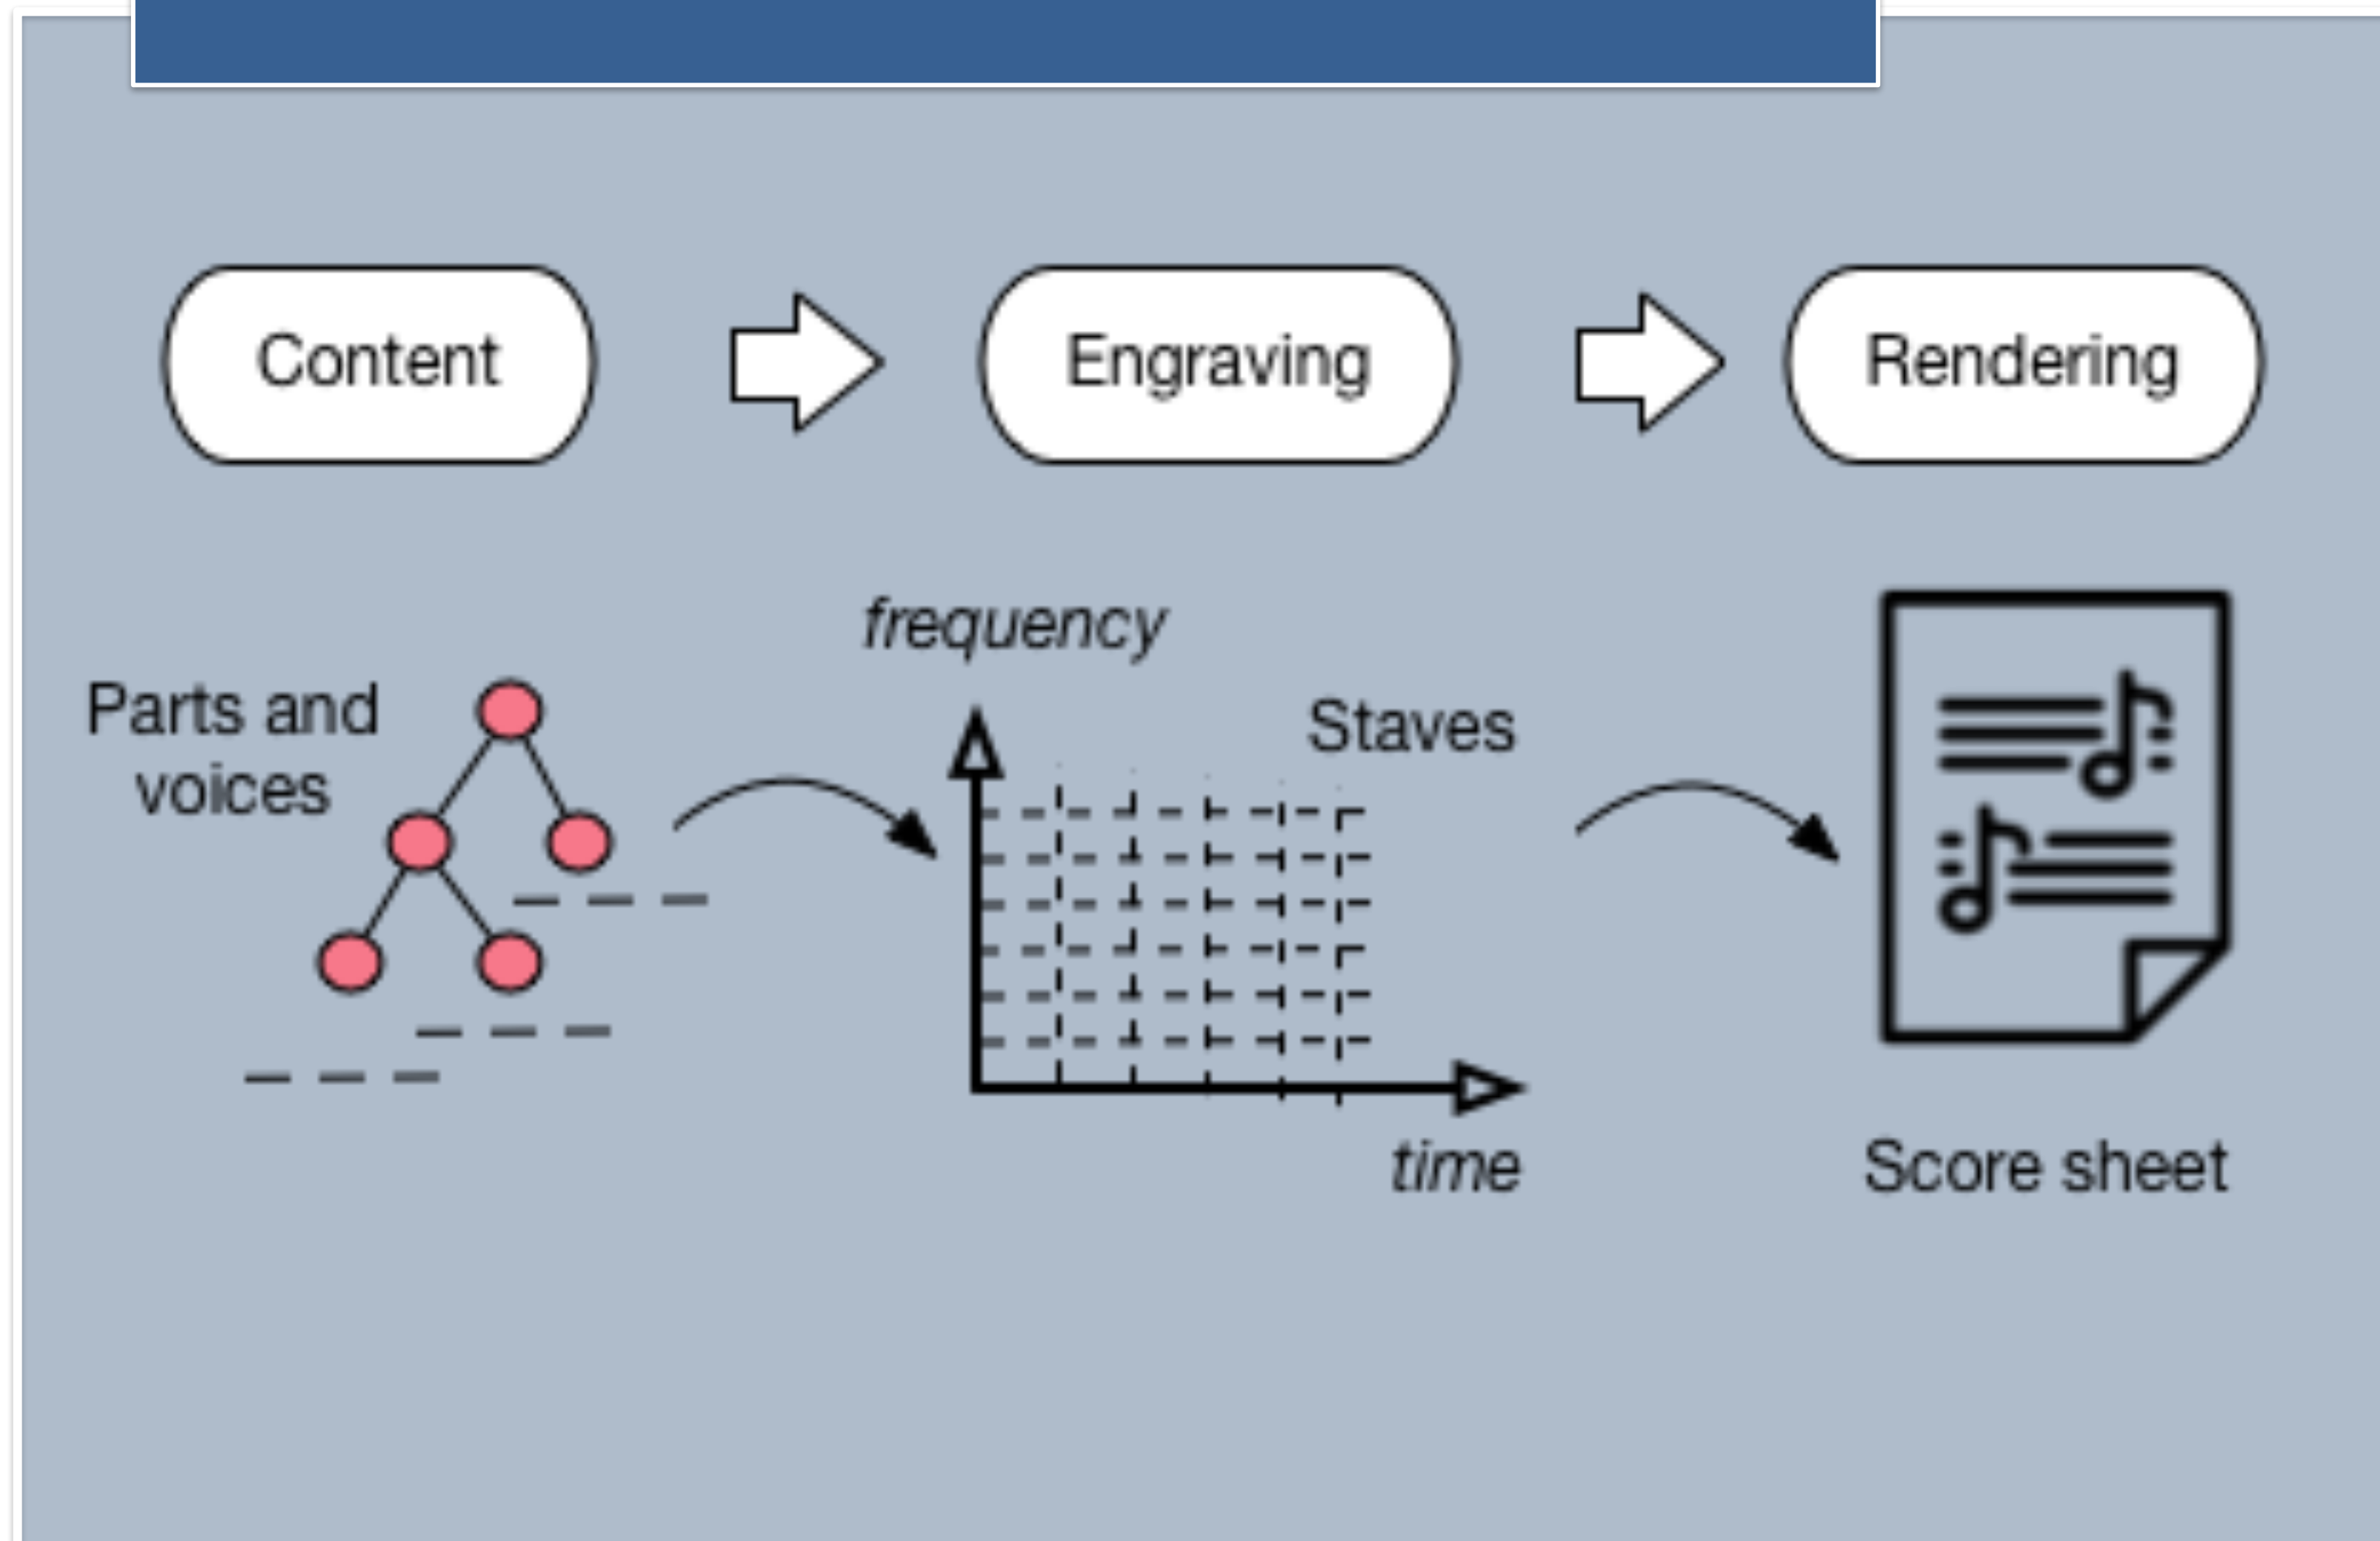 Content
Engraving
Rendering
frequency
Parts and
voices
Staves
time
Score sheet